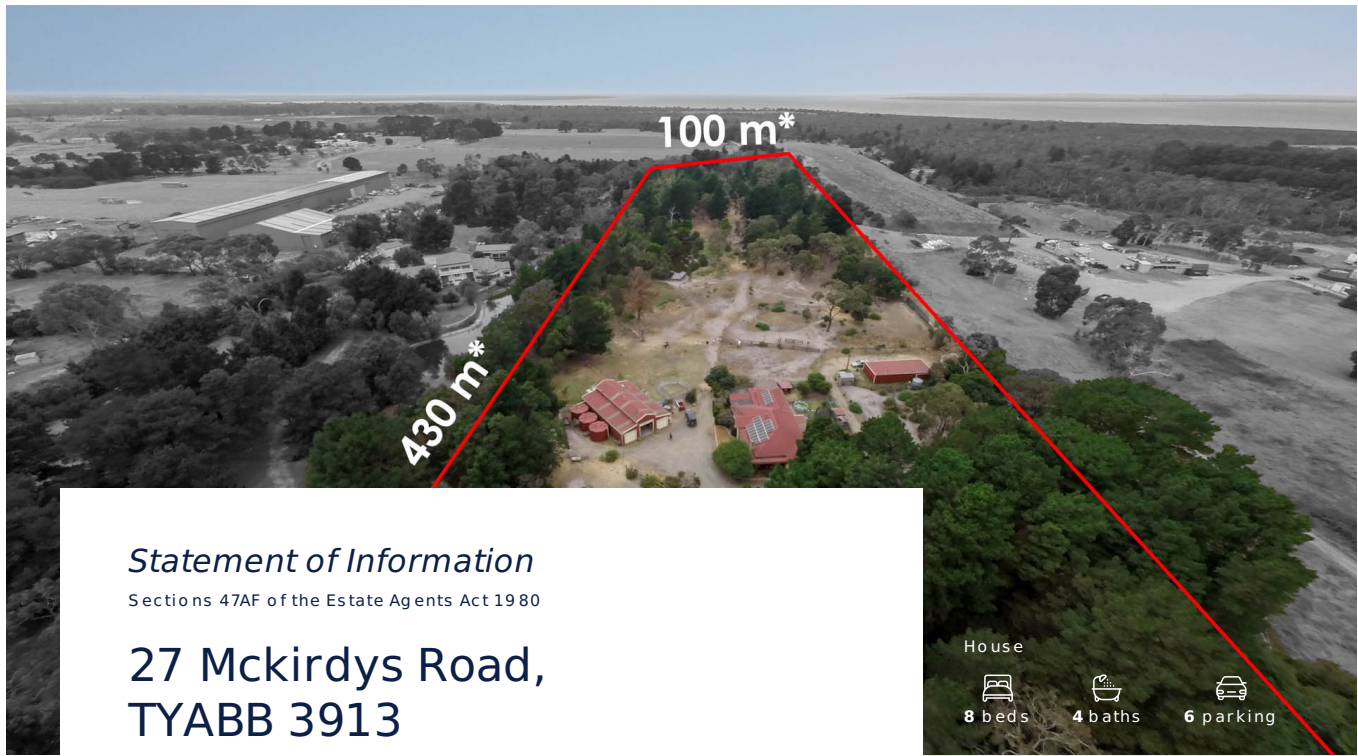 100 m*
430 m*
Statement of Information
Sections 47AF of the Estate Agents Act 1980
27 Mckirdys Road,
TYABB 3913
House
8 beds 4 baths 6 parking